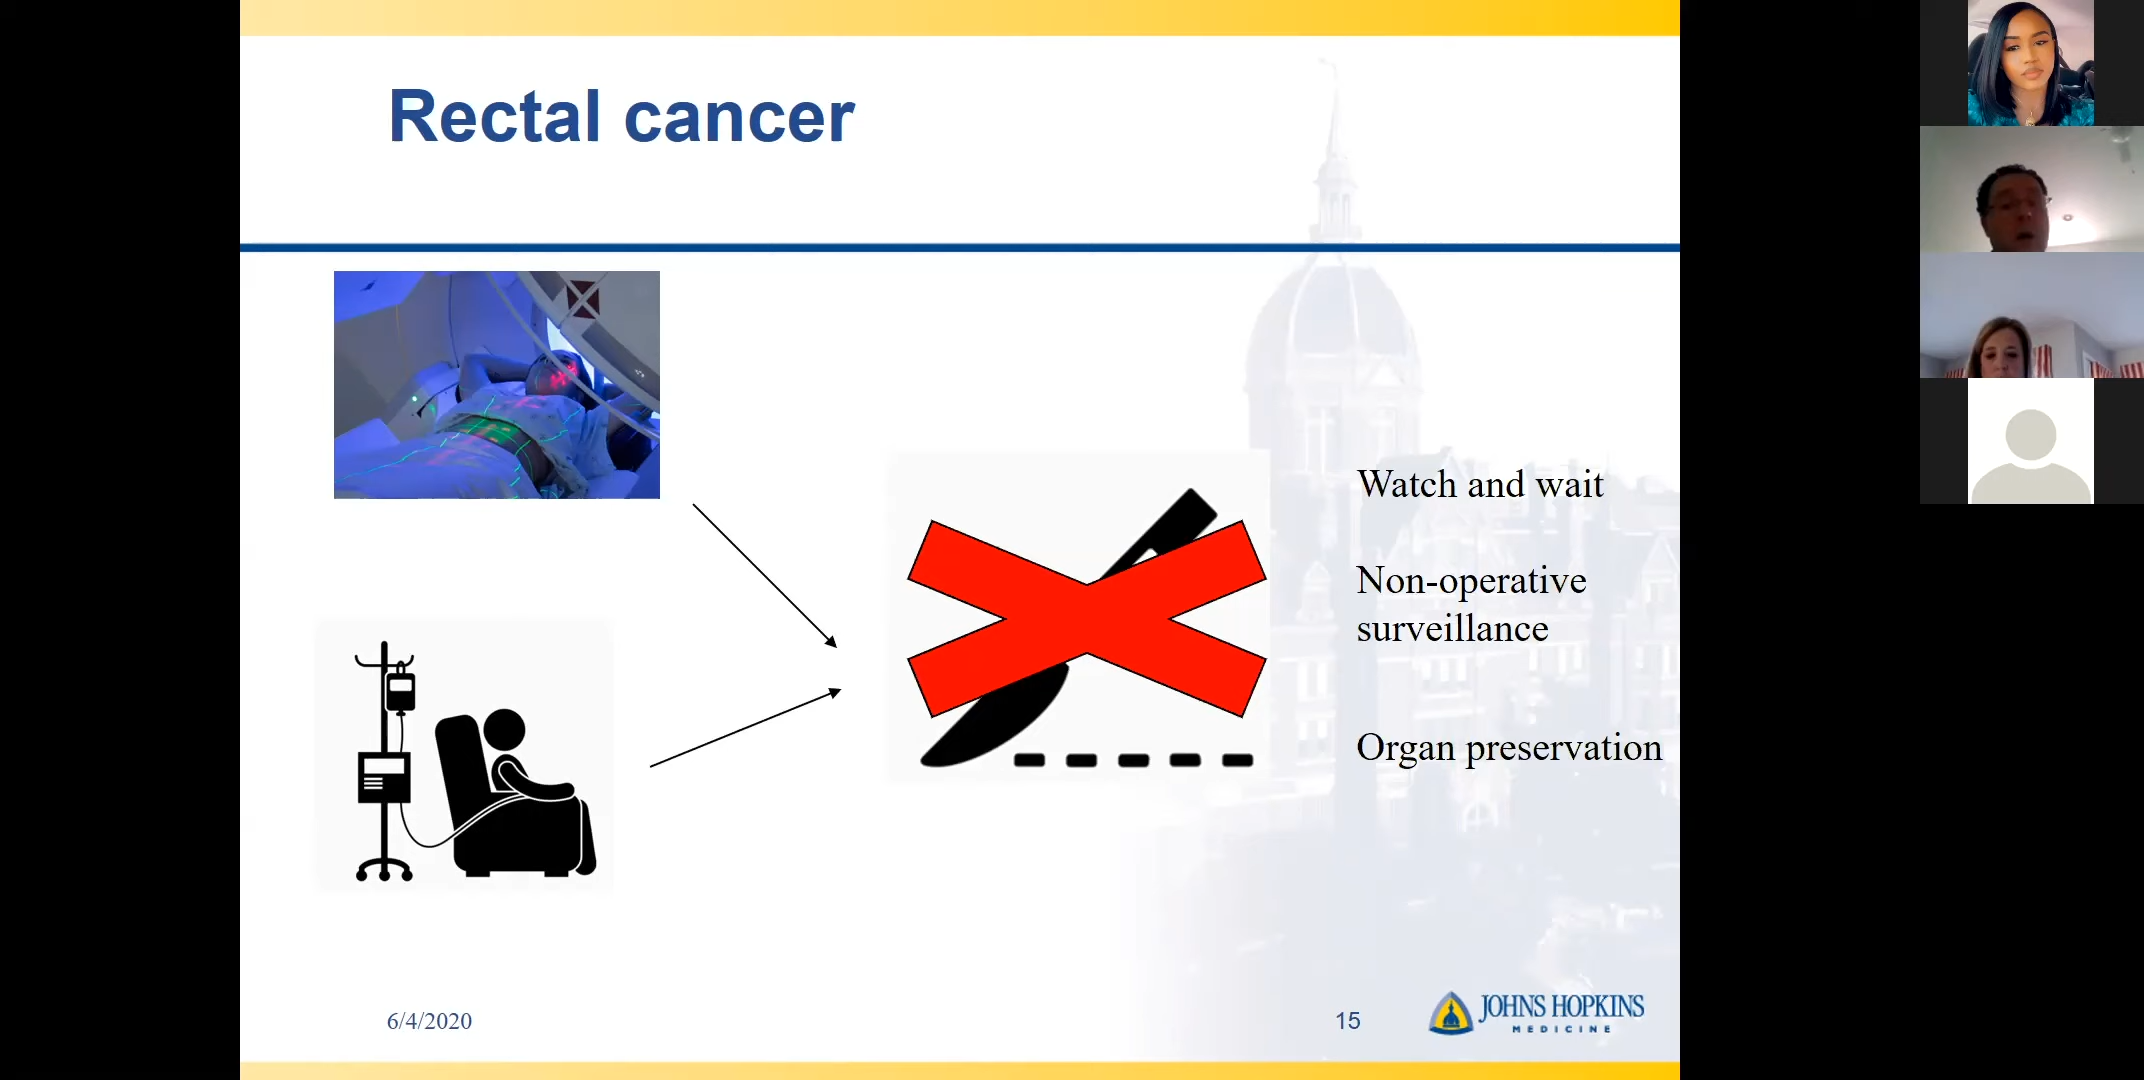 Rectal cancer
Watch and wait
Non-operative
surveillance
Organ preservation
6/4/2020
15
JOHNS HOPKINS
MEDICINE